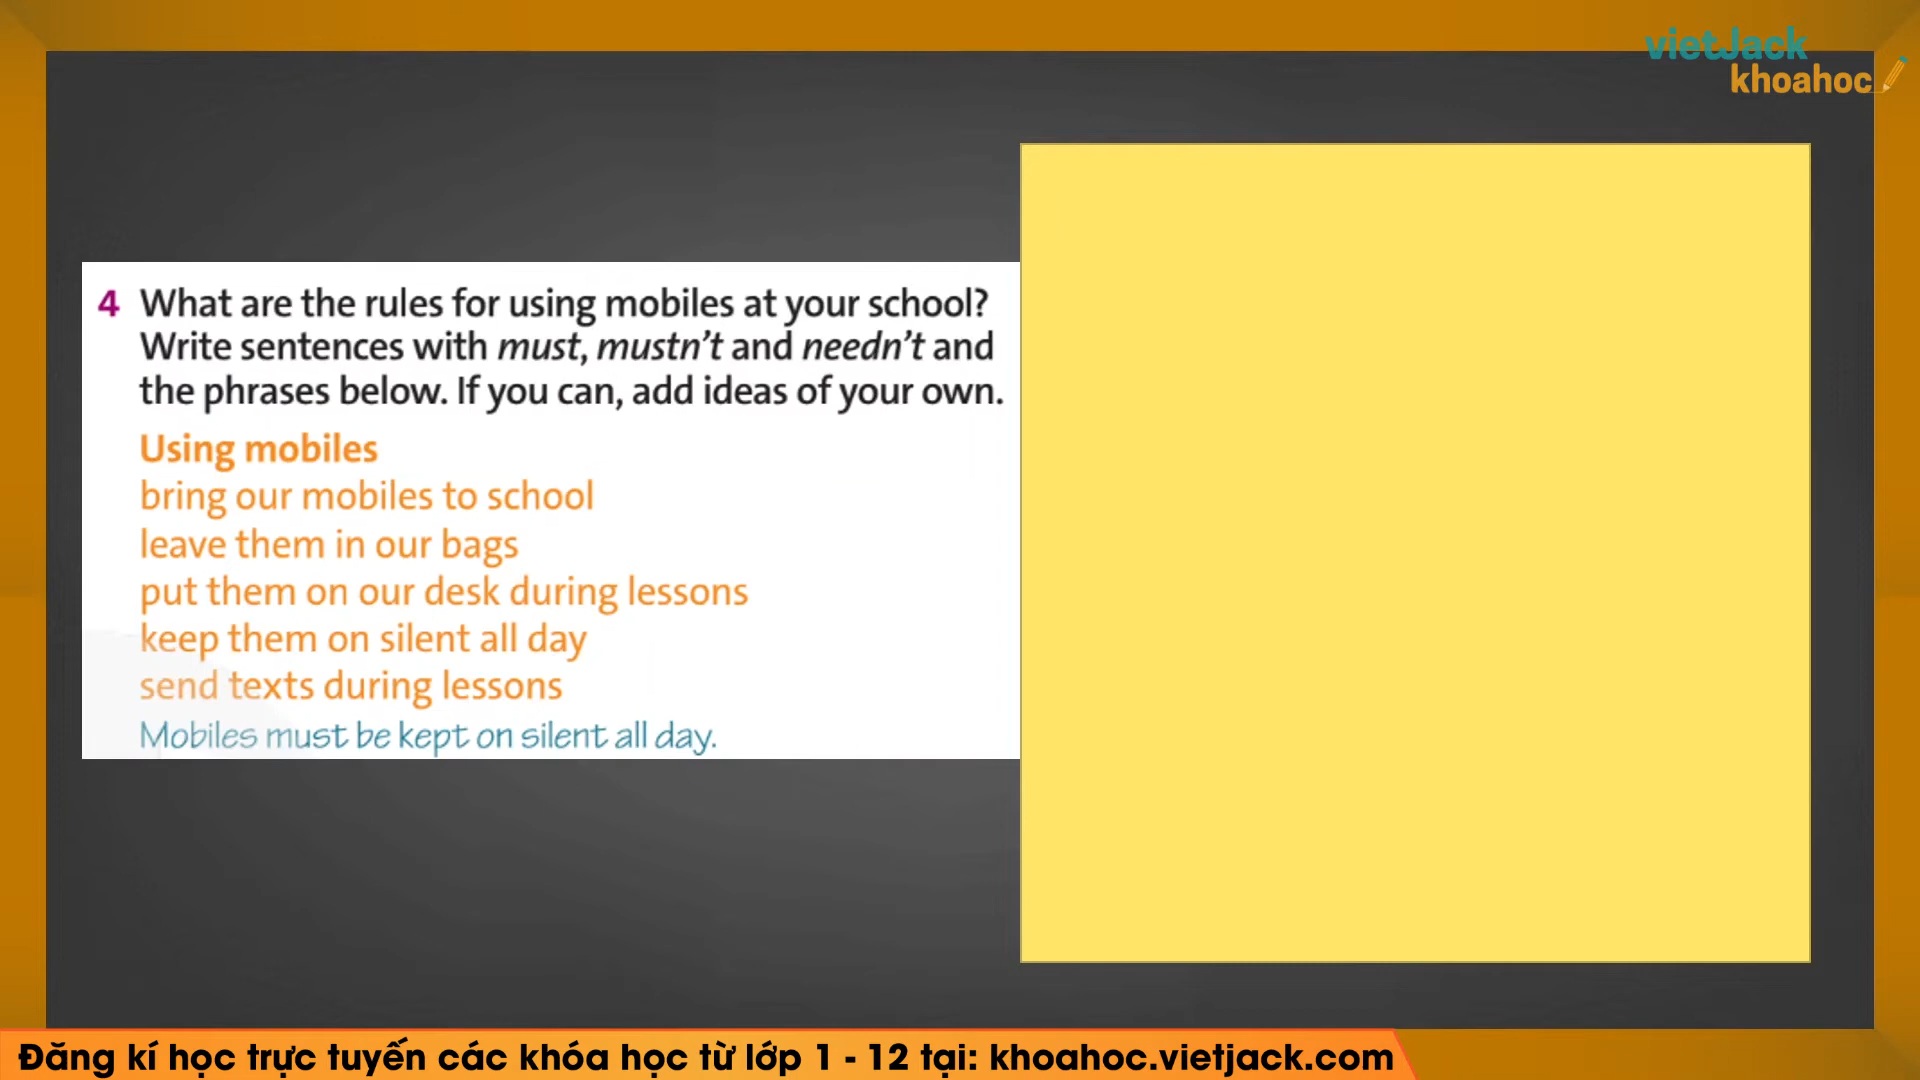 vietJack
khoahoc
4 What are the rules for using mobiles at your school?
Write sentences with must, mustn't and needn't and
the phrases below. If you can, add ideas of your own.
Using mobiles
bring our mobiles to school
leave them in our bags
put them on our desk during lessons
keep them on silent all day
send texts during lessons
Mobiles must be kept on silent all day.
Đăng kí học trực tuyến các khóa học từ lớp 1 - 12 tại: khoahoc.vietjack.com